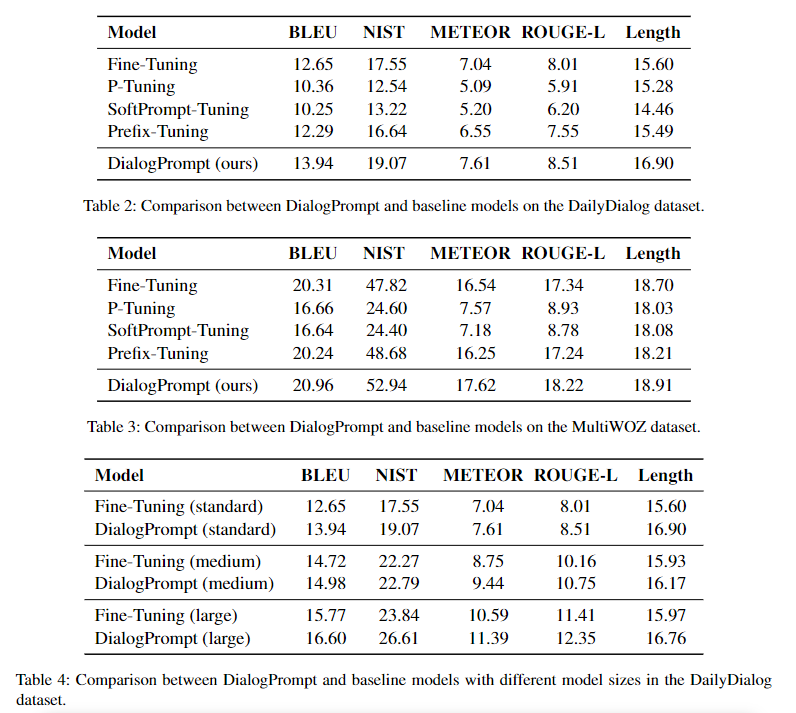 Model BLEU NIST METEOR ROUGE-L Length
Fine-Tuning 12.65 17.55 7.04 8.01 15.60
P-Tuning 10.36 12.54 5.09 5.91 15.28
SoftPrompt-Tuning 10.25 13.22 5.20 6.20 14.46
Prefix-Tuning 12.29 16.64 6.55 7.55 15.49
DialogPrompt (ours) 13.94 19.07 7.61 8.51 16.90
Table 2: Comparison between DialogPrompt and baseline models on the DailyDialog dataset.
Model BLEU NIST METEOR ROUGE-L Length
Fine-Tuning 20.31 47.82 16.54 17.34 18.70
P-Tuning 16.66 24.60 7.57 8.93 18.03
SoftPrompt-Tuning 16.64 24.40 7.18 8.78 18.08
Prefix-Tuning 20.24 48.68 16.25 17.24 18.21
DialogPrompt (ours) 20.96 52.94 17.62 18.22 18.91
Table 3: Comparison between DialogPrompt and baseline models on the MultiWOZ dataset.
Model BLEU NIST METEOR ROUGE-L Length
Fine-Tuning (standard) 12.65 17.55 7.04 8.01 15.60
DialogPrompt (standard) 13.94 19.07 7.61 8.51 16.90
Fine-Tuning (medium) 14.72 22.27 8.75 10.16 15.93
DialogPrompt (medium) 14.98 22.79 9.44 10.75 16.17
Fine-Tuning (large) 15.77 23.84 10.59 11.41 15.97
DialogPrompt (large) 16.60 26.61 11.39 12.35 16.76
Table 4: Comparison between DialogPrompt and baseline models with different model sizes in the DailyDialog
dataset.